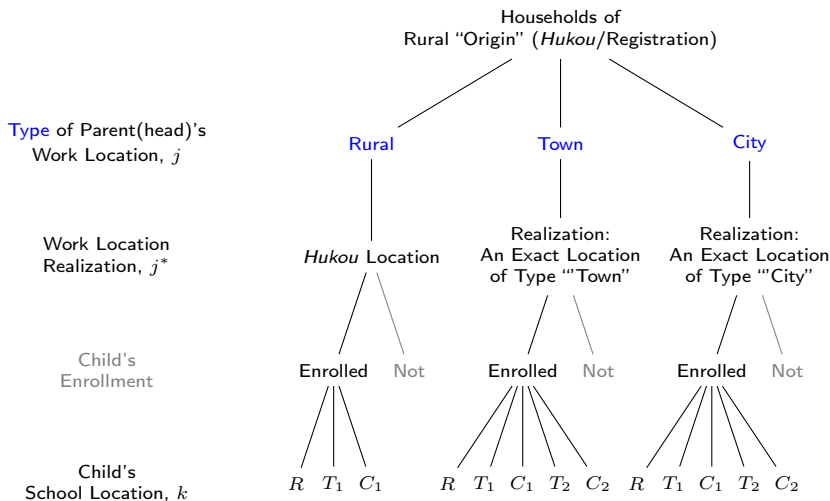 Households of
Rural “Origin” (Hukou/Registration)
Type of Parent(head)'s
Work Location, j
Rural
Town
City
Work Location
Realization, j*
Hukou Location
Realization:
An Exact Location
of Type “'Town”
Realization:
An Exact Location
of Type “'City”
Child's
Enrollment
Enrolled
Not
Enrolled
Not
Enrolled
Not
Child's
School Location, k
R T₁ C₁
R T₁ C₁ T₂ C₂
R T₁ C₁ T₂ C₂